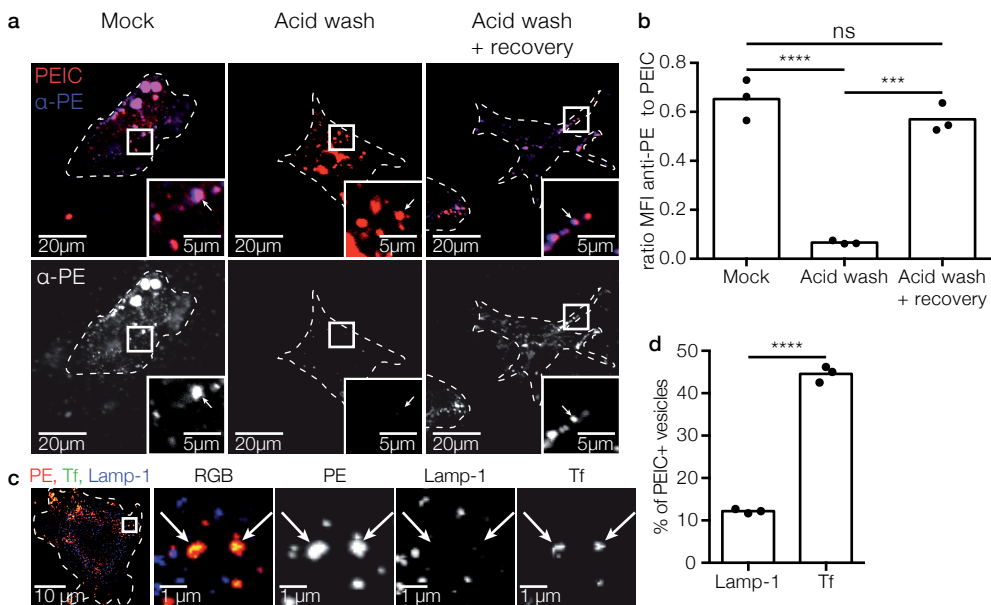 a
Mock
Acid wash
Acid wash
+ recovery
PEIC
α-PE
20µm
5µm
20µm
5µm
20µm
5µm
α-PE
20µm
5µm
20µm
5µm
20µm
5µm
b
ns
****
***
ratio MFI anti-PE to PEIC
0.8
0.6
0.4
0.2
0.0
Mock
Acid wash
Acid wash
+ recovery
c
PE, Tf, Lamp-1
RGB
PE
Lamp-1
Tf
10 µm
1 µm
1 µm
1 µm
1 µm
d
****
% of PEIC+ vesicles
50
40
30
20
10
0
Lamp-1
Tf